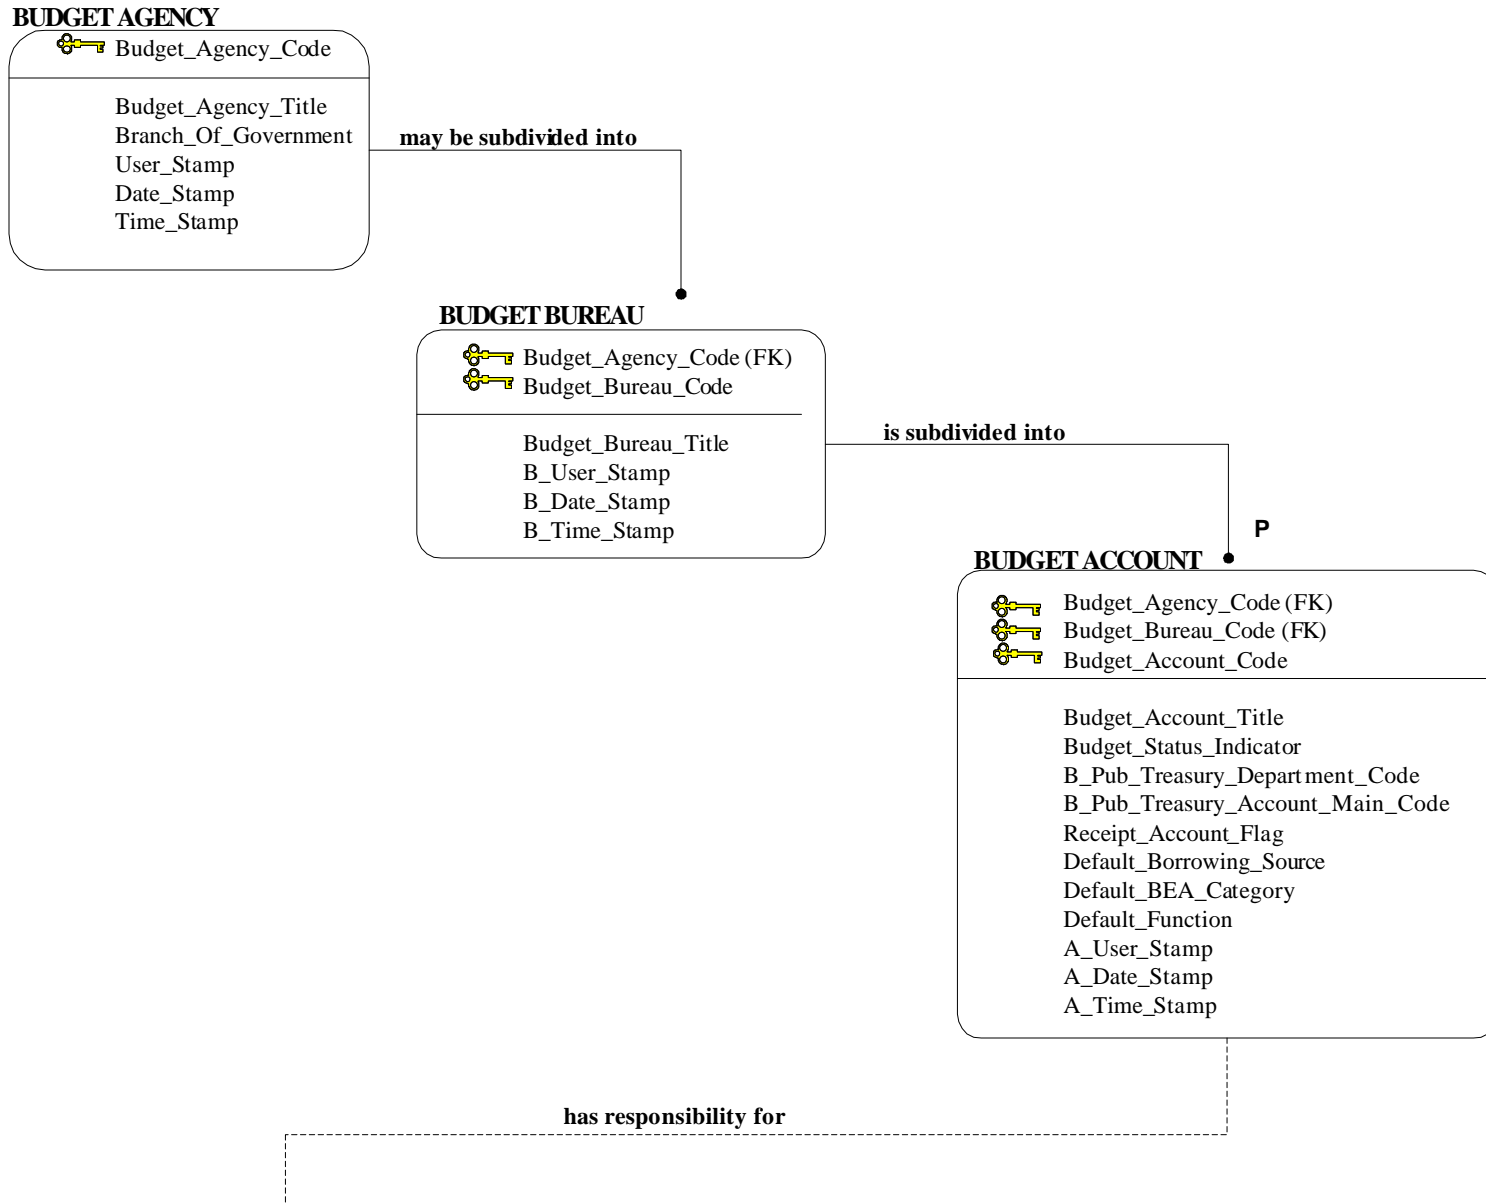 BUDGET AGENCY
Budget_Agency_Code
Budget_Agency_Title
Branch_Of_Government
User_Stamp
Date_Stamp
Time_Stamp
may be subdivided into
BUDGET BUREAU
Budget_Agency_Code (FK)
Budget_Bureau_Code
Budget_Bureau_Title
B_User_Stamp
B_Date_Stamp
B_Time_Stamp
is subdivided into
P
BUDGET ACCOUNT
Budget_Agency_Code (FK)
Budget_Bureau_Code (FK)
Budget_Account_Code
Budget_Account_Title
Budget_Status_Indicator
B_Pub_Treasury_Department_Code
B_Pub_Treasury_Account_Main_Code
Receipt_Account_Flag
Default_Borrowing_Source
Default_BEA_Category
Default_Function
A_User_Stamp
A_Date_Stamp
A_Time_Stamp
has responsibility for